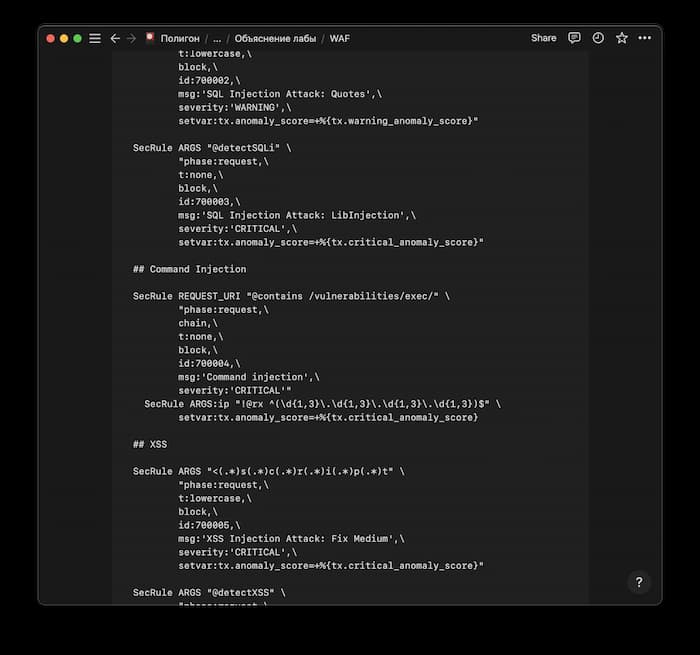 Полигон / ... / Объяснение лабы / WAF
Share
t:lowercase,\
block,\
id:700002,\
msg:'SQL Injection Attack: Quotes',\
severity:'WARNING',\
setvar:tx.anomaly_score=+%{tx.warning_anomaly_score}"
SecRule ARGS "@detectSQLi" \
"phase:request,\
t:none,\
block,\
id:700003,\
msg:'SQL Injection Attack: LibInjection',\
severity:'CRITICAL',\
setvar:tx.anomaly_score=+%{tx.critical_anomaly_score}"
## Command Injection
SecRule REQUEST_URI "@contains /vulnerabilities/exec/" \
"phase:request,\
chain,\
t:none,\
block,\
id:700004,\
msg:'Command injection',\
severity:'CRITICAL'"
SecRule ARGS:ip "!@rx ^(\d{1,3}\.\d{1,3}\.\d{1,3}\.\d{1,3})$" \
setvar:tx.anomaly_score=+%{tx.critical_anomaly_score}
## XSS
SecRule ARGS "<(.*)s(.*)c(.*)r(.*)i(.*)p(.*)t" \
"phase:request,\
t:lowercase,\
block,\
id:700005,\
msg:'XSS Injection Attack: Fix Medium',\
severity:'CRITICAL',\
setvar:tx.anomaly_score=+%{tx.critical_anomaly_score}"
SecRule ARGS "@detectXSS" \
"phase:request,\
?